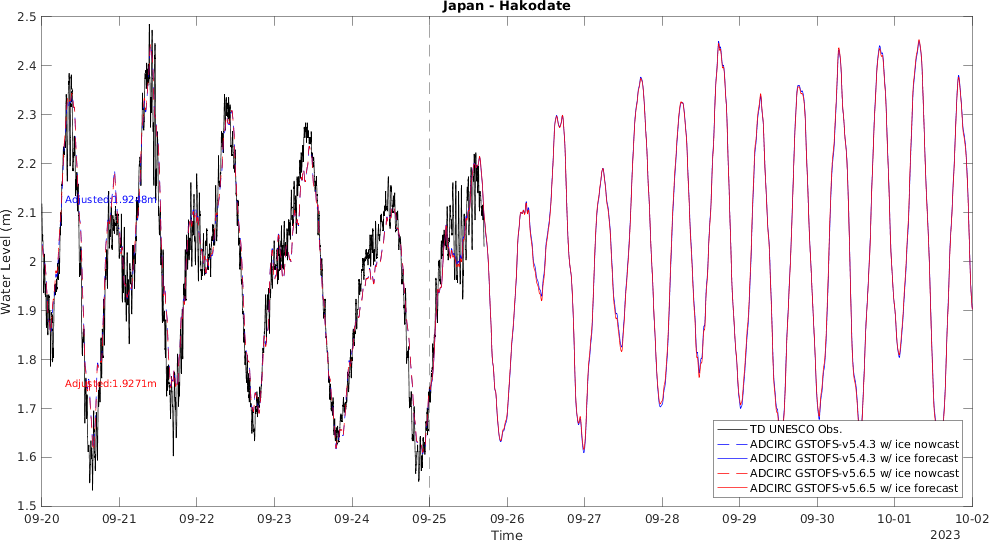 Japan - Hakodate
2.5
2.4
2.3
2.2
2.1
2
1.9
1.8
1.7
1.6
1.5
Water Level (m)
Adjusted:1.9248m
Adjusted:1.9271m
TD UNESCO Obs.
ADCIRC GSTOFS-v5.4.3 w/ ice nowcast
ADCIRC GSTOFS-v5.4.3 w/ ice forecast
ADCIRC GSTOFS-v5.6.5 w/ ice nowcast
ADCIRC GSTOFS-v5.6.5 w/ ice forecast
09-20 09-21 09-22 09-23 09-24 09-25 09-26 09-27 09-28 09-29 09-30 10-01 10-02
Time
2023